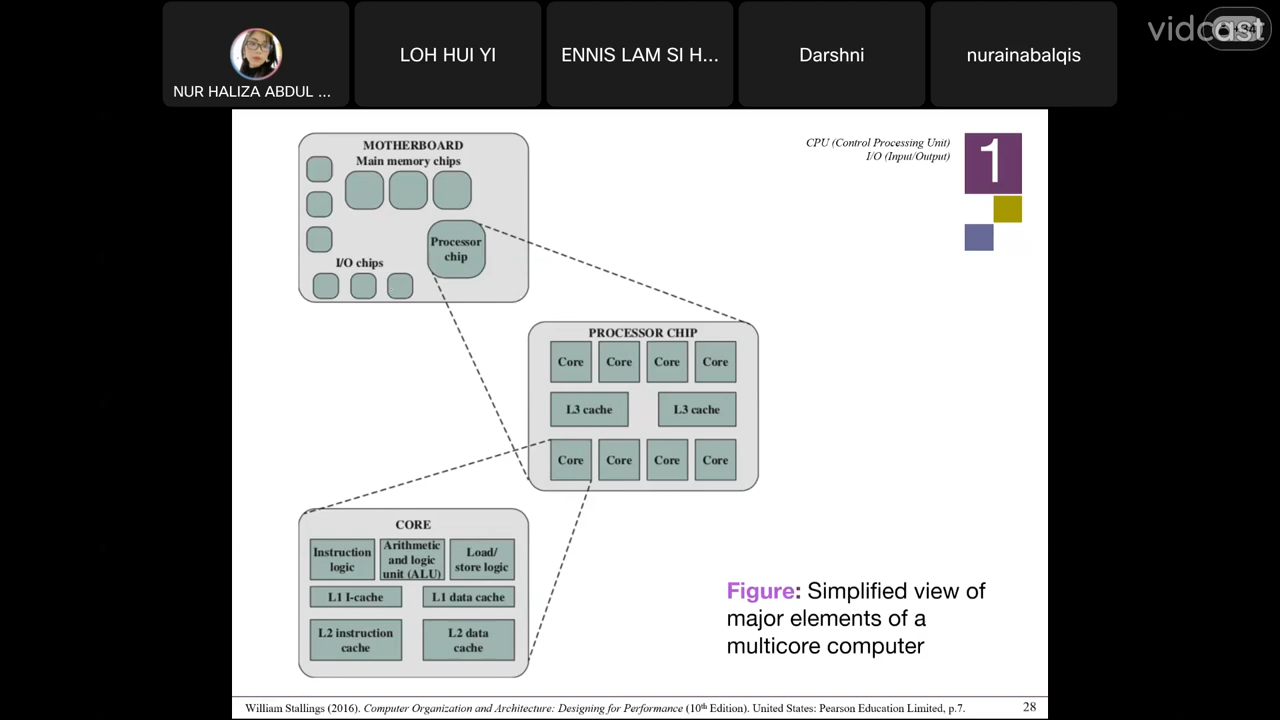 vidcast
NUR HALIZA ABDUL ...
LOH HUI YI
ENNIS LAM SI H...
Darshni
nurainabalqis
CPU (Control Processing Unit)
I/O (Input/Output)
1
MOTHERBOARD
Main memory chips
Processor
chip
I/O chips
PROCESSOR CHIP
Core Core Core Core
L3 cache L3 cache
Core Core Core Core
CORE
Instruction
logic
Arithmetic
and logic
unit (ALU)
Load/
store logic
L1 I-cache
L1 data cache
L2 instruction
cache
L2 data
cache
Figure: Simplified view of
major elements of a
multicore computer
William Stallings (2016). Computer Organization and Architecture: Designing for Performance (10th Edition). United States: Pearson Education Limited, p.7.
28